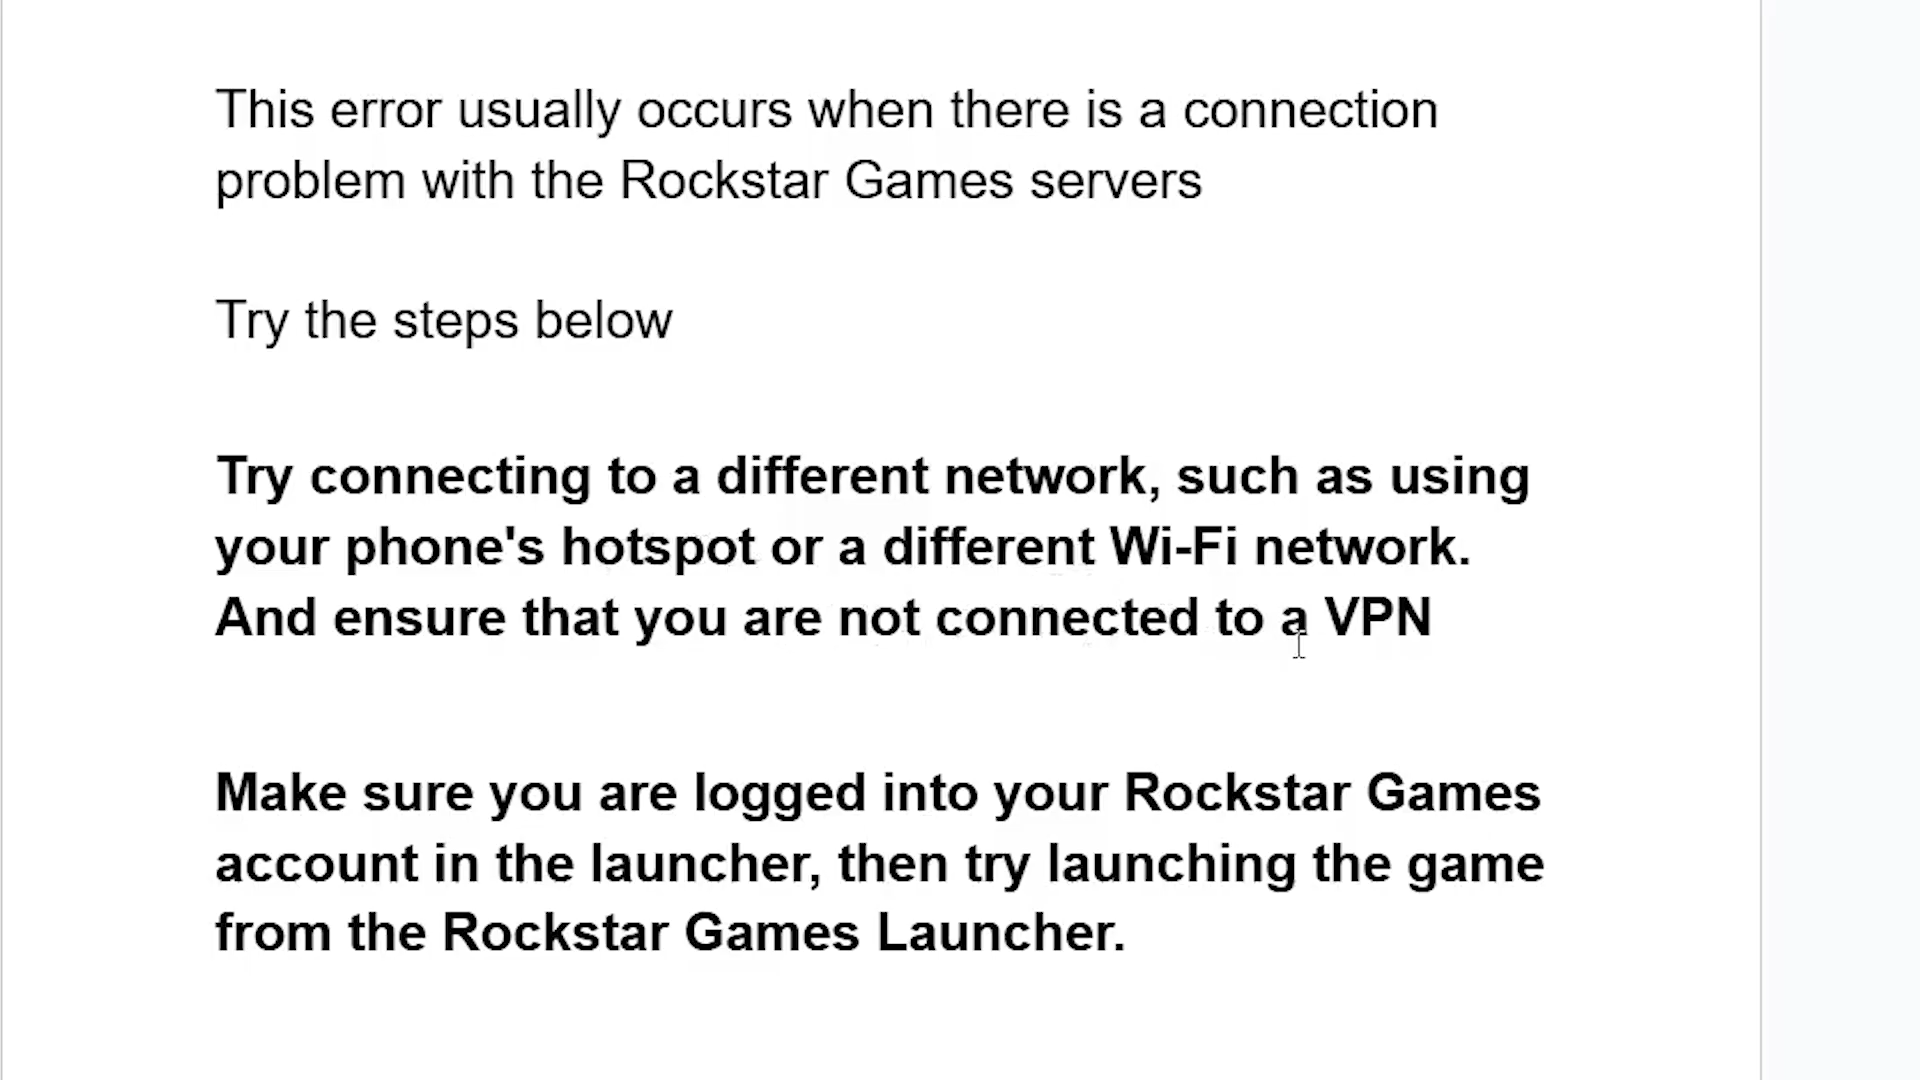 This error usually occurs when there is a connection
problem with the Rockstar Games servers
Try the steps below
Try connecting to a different network, such as using
your phone's hotspot or a different Wi-Fi network.
And ensure that you are not connected to a VPN
Make sure you are logged into your Rockstar Games
account in the launcher, then try launching the game
from the Rockstar Games Launcher.